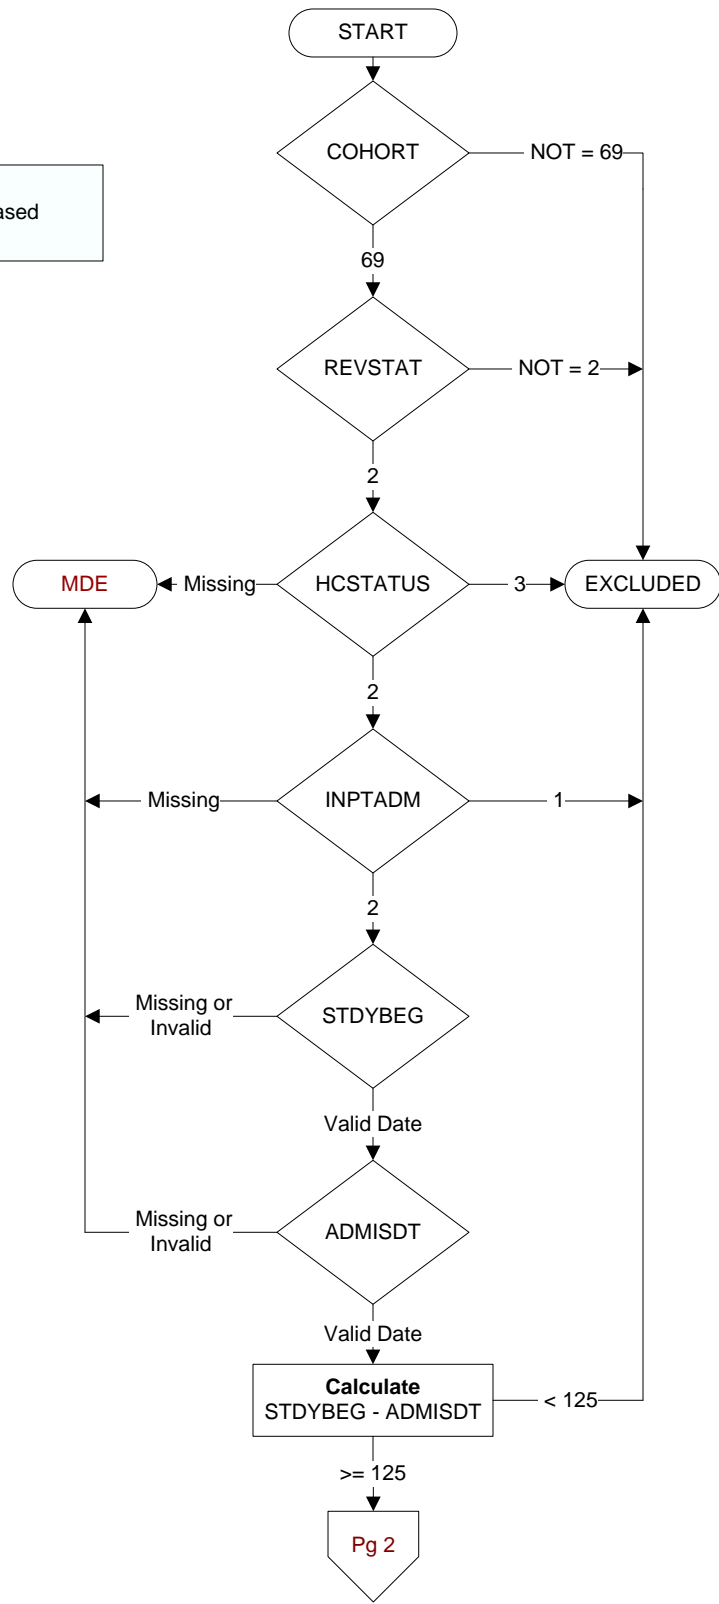 START
COHORT
NOT = 69
69
REVSTAT
NOT = 2
2
MDE
Missing
HCSTATUS
3
EXCLUDED
2
Missing
INPTADM
1
2
Missing or
Invalid
STDYBEG
Valid Date
Missing or
Invalid
ADMISDT
Valid Date
Calculate
STDYBEG - ADMISDT
< 125
>= 125
Pg 2